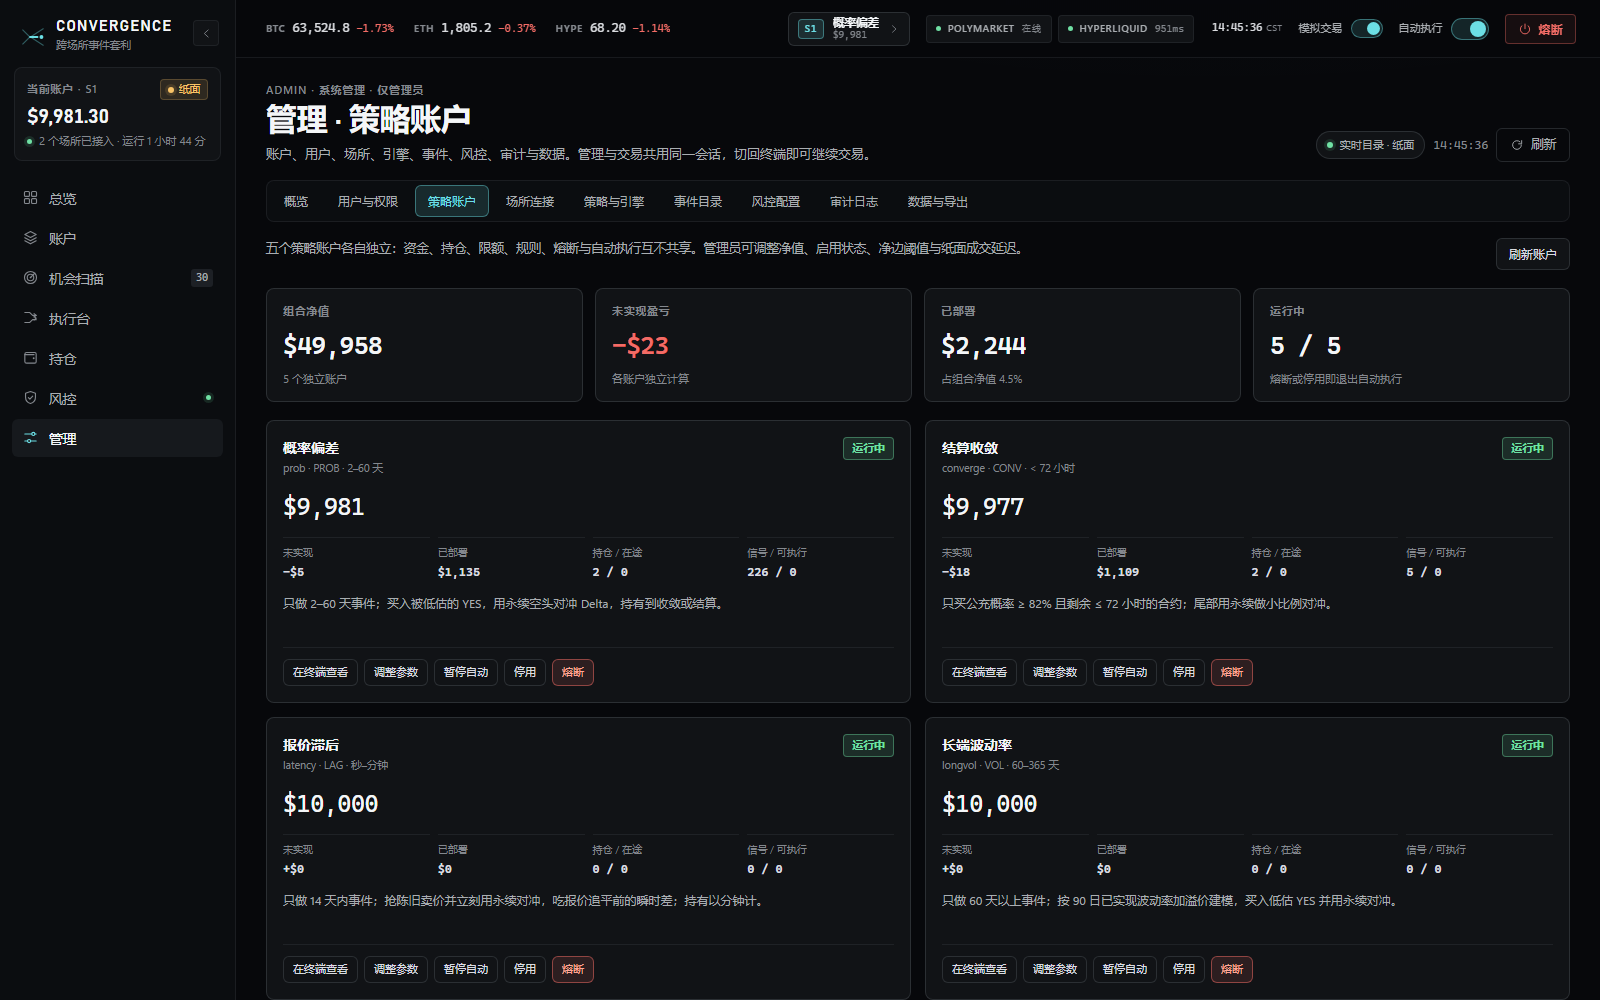 CONVERGENCE
跨场所事件套利
当前账户 · S1
纸面
$9,981.30
2 个场所已接入 · 运行 1 小时 44 分
总览
账户
机会扫描
30
执行台
持仓
风控
管理
BTC 63,524.8 −1.73%
ETH 1,805.2 −0.37%
HYPE 68.20 −1.14%
S1
概率偏差
$9,981
POLYMARKET 在线
HYPERLIQUID 951ms
14:45:36 CST
模拟交易
自动执行
熔断
ADMIN · 系统管理 · 仅管理员
管理 · 策略账户
账户、用户、场所、引擎、事件、风控、审计与数据。管理与交易共用同一会话，切回终端即可继续交易。
实时目录 · 纸面
14:45:36
刷新
概览
用户与权限
策略账户
场所连接
策略与引擎
事件目录
风控配置
审计日志
数据与导出
五个策略账户各自独立：资金、持仓、限额、规则、熔断与自动执行互不共享。管理员可调整净值、启用状态、净边阈值与纸面成交延迟。
刷新账户
组合净值
$49,958
5 个独立账户
未实现盈亏
−$23
各账户独立计算
已部署
$2,244
占组合净值 4.5%
运行中
5 / 5
熔断或停用即退出自动执行
概率偏差
运行中
prob · PROB · 2–60 天
$9,981
未实现
已部署
持仓 / 在途
信号 / 可执行
−$5
$1,135
2 / 0
226 / 0
只做 2–60 天事件；买入被低估的 YES，用永续空头对冲 Delta，持有到收敛或结算。
在终端查看
调整参数
暂停自动
停用
熔断
结算收敛
运行中
converge · CONV · < 72 小时
$9,977
未实现
已部署
持仓 / 在途
信号 / 可执行
−$18
$1,109
2 / 0
5 / 0
只买公允概率 ≥ 82% 且剩余 ≤ 72 小时的合约；尾部用永续做小比例对冲。
在终端查看
调整参数
暂停自动
停用
熔断
报价滞后
运行中
latency · LAG · 秒–分钟
$10,000
未实现
已部署
持仓 / 在途
信号 / 可执行
+$0
$0
0 / 0
0 / 0
只做 14 天内事件；抢陈旧卖价并立刻用永续对冲，吃报价追平前的瞬时差；持有以分钟计。
在终端查看
调整参数
暂停自动
停用
熔断
长端波动率
运行中
longvol · VOL · 60–365 天
$10,000
未实现
已部署
持仓 / 在途
信号 / 可执行
+$0
$0
0 / 0
0 / 0
只做 60 天以上事件；按 90 日已实现波动率加溢价建模，买入低估 YES 并用永续对冲。
在终端查看
调整参数
暂停自动
停用
熔断